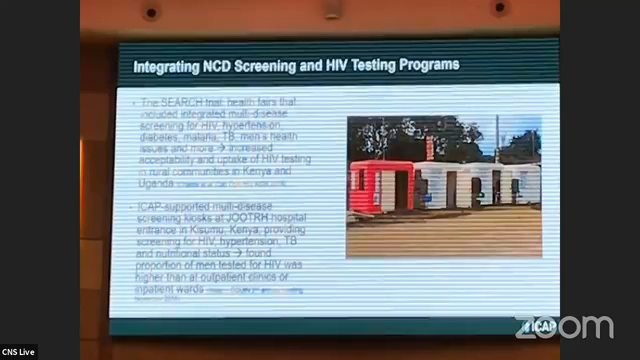 Integrating NCD Screening and HIV Testing Programs
The SEARCH trial: health fairs that
included integrated multi-disease
screening for HIV, hypertension,
diabetes, malaria, TB, men's health
issues and more → increased
acceptability and uptake of HIV testing
in rural communities in Kenya and
Uganda
ICAP-supported multi-disease
screening kiosks at JOOTRH hospital
entrance in Kisumu, Kenya, providing
screening for HIV, hypertension, TB
and nutritional status → found
proportion of men tested for HIV was
higher than at outpatient clinics or
inpatient wards
ICAP
zoom
CNS Live